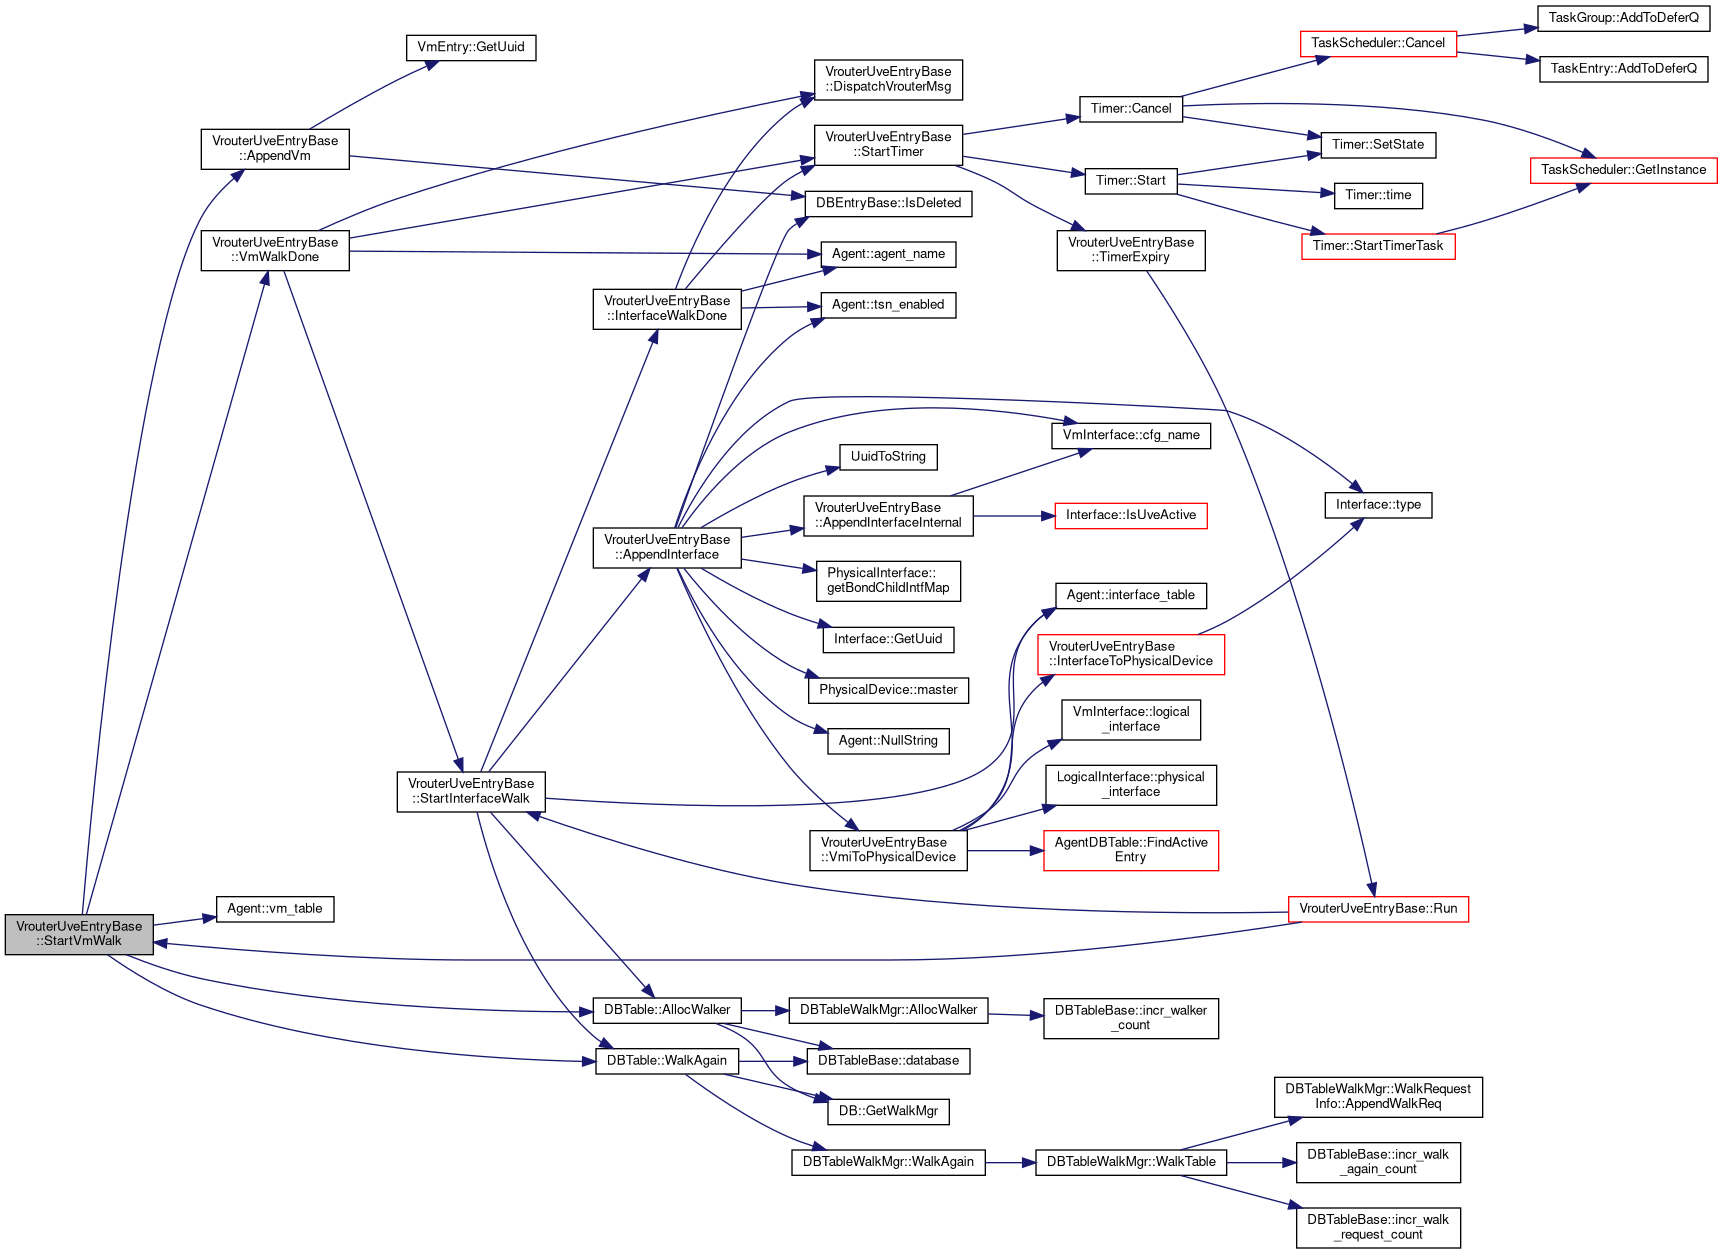 VrouterUveEntryBase
::StartVmWalk
VrouterUveEntryBase
::AppendVm
VrouterUveEntryBase
::VmWalkDone
Agent::vm_table
VmEntry::GetUuid
VrouterUveEntryBase
::StartInterfaceWalk
VrouterUveEntryBase
::InterfaceWalkDone
VrouterUveEntryBase
::AppendInterface
DBTable::AllocWalker
DBTable::WalkAgain
VrouterUveEntryBase
::DispatchVrouterMsg
VrouterUveEntryBase
::StartTimer
DBEntryBase::IsDeleted
Agent::agent_name
Agent::tsn_enabled
UuidToString
VrouterUveEntryBase
::AppendInterfaceInternal
PhysicalInterface::
getBondChildIntfMap
Interface::GetUuid
PhysicalDevice::master
Agent::NullString
VrouterUveEntryBase
::VmiToPhysicalDevice
DBTableWalkMgr::AllocWalker
DBTableBase::database
DB::GetWalkMgr
DBTableWalkMgr::WalkAgain
Timer::Cancel
Timer::Start
VrouterUveEntryBase
::TimerExpiry
VmInterface::cfg_name
Interface::IsUveActive
Agent::interface_table
VrouterUveEntryBase
::InterfaceToPhysicalDevice
VmInterface::logical
_interface
LogicalInterface::physical
_interface
AgentDBTable::FindActive
Entry
DBTableBase::incr_walker
_count
DBTableWalkMgr::WalkTable
TaskScheduler::Cancel
Timer::SetState
Timer::time
Timer::StartTimerTask
Interface::type
VrouterUveEntryBase::Run
DBTableWalkMgr::WalkRequest
Info::AppendWalkReq
DBTableBase::incr_walk
_again_count
DBTableBase::incr_walk
_request_count
TaskGroup::AddToDeferQ
TaskEntry::AddToDeferQ
TaskScheduler::GetInstance